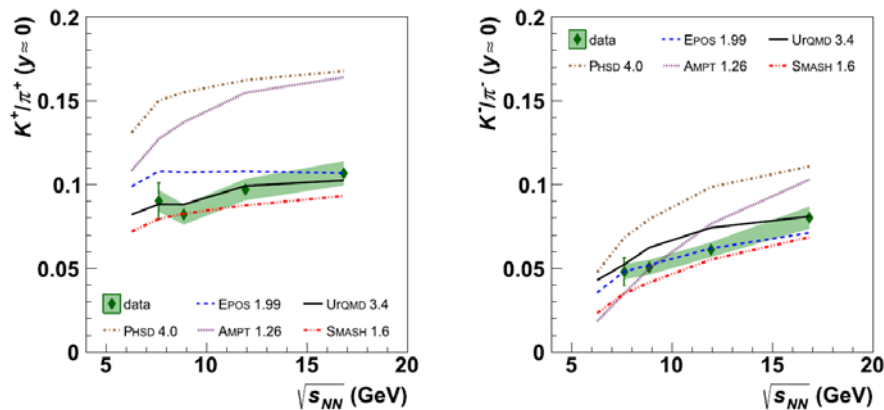 K⁺/π⁺ (y≈ 0)
0.2
0.15
0.1
0.05
0
data
EPOS 1.99
URQMD 3.4
PHSD 4.0
AMPT 1.26
SMASH 1.6
5 10 15 20
√s_NN (GeV)
K⁻/π⁻ (y≈ 0)
0.2
0.15
0.1
0.05
0
data
EPOS 1.99
URQMD 3.4
PHSD 4.0
AMPT 1.26
SMASH 1.6
5 10 15 20
√s_NN (GeV)